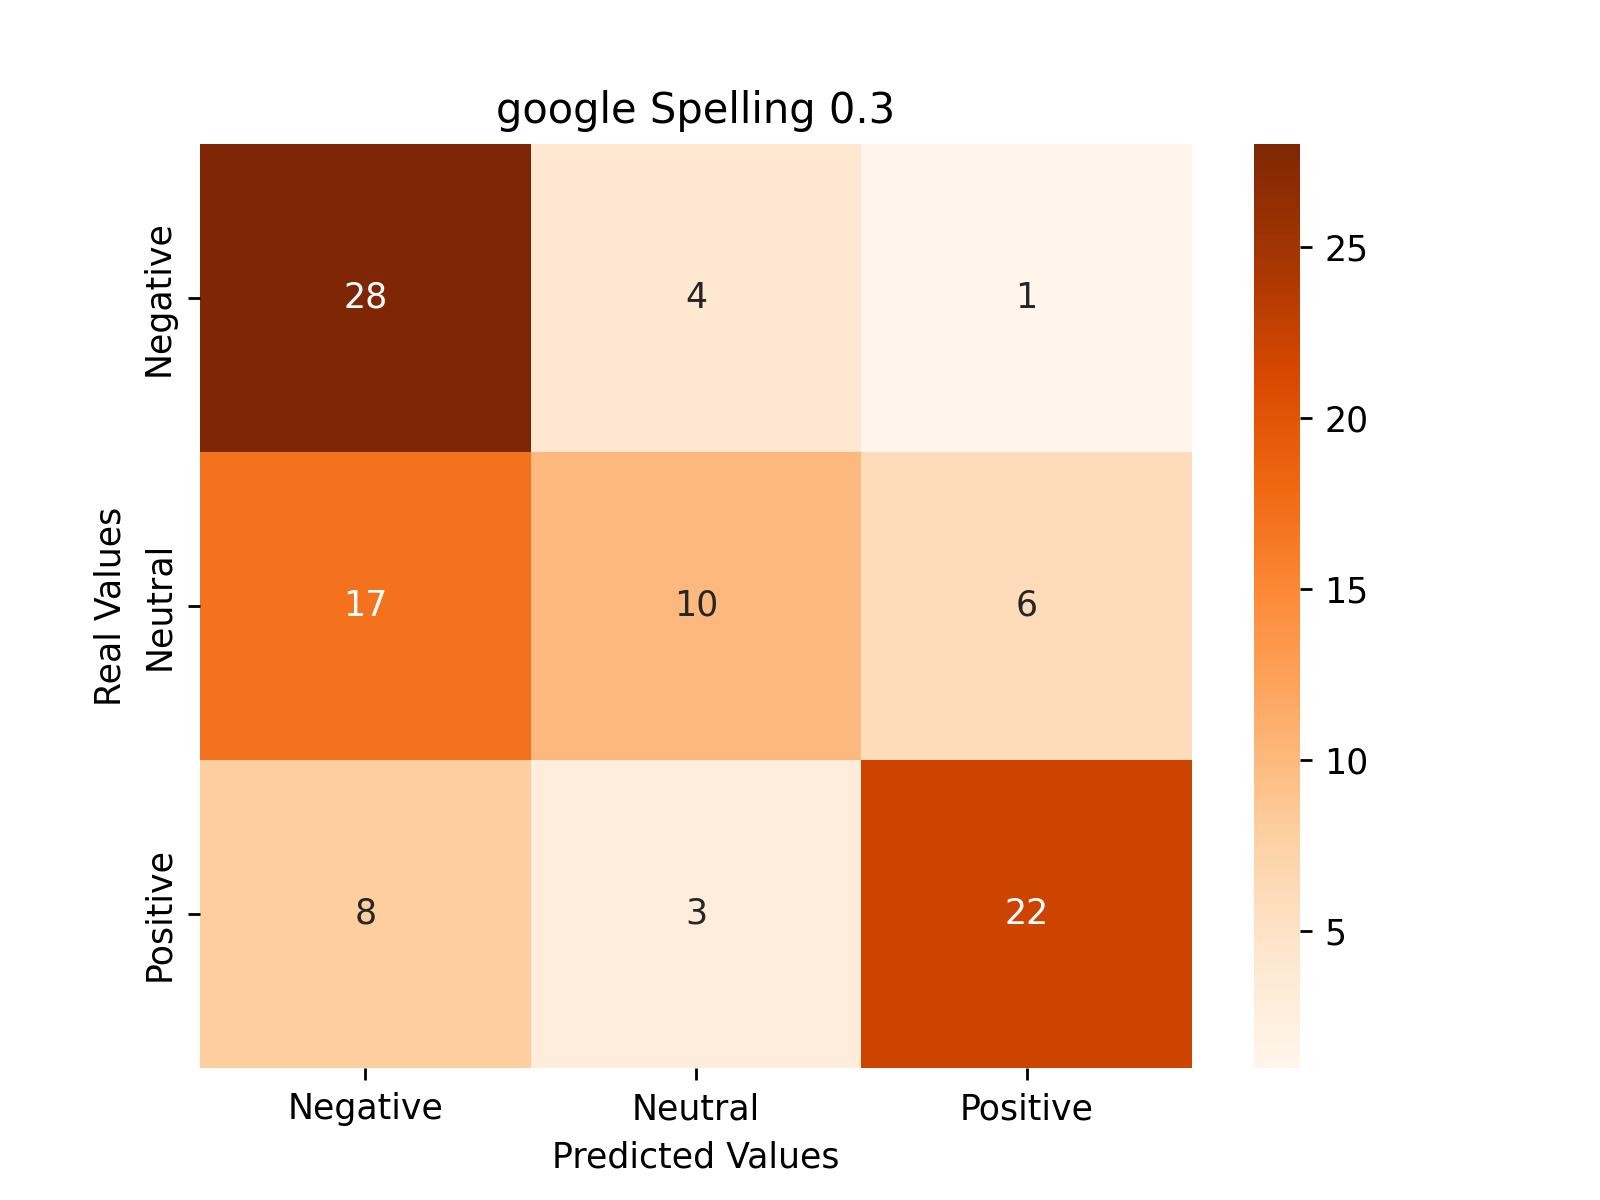 google Spelling 0.3
Real Values
Negative
28 4 1
Neutral
17 10 6
Positive
8 3 22
Negative Neutral Positive
Predicted Values
25
20
15
10
5